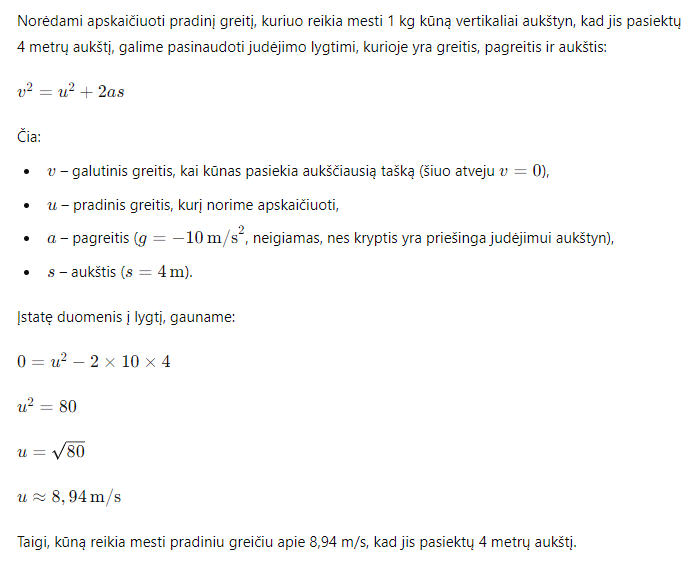 Norėdami apskaičiuoti pradinį greitį, kuriuo reikia mesti 1 kg kūną vertikaliai aukštyn, kad jis pasiektų
4 metrų aukštį, galime pasinaudoti judėjimo lygtimi, kurioje yra greitis, pagreitis ir aukštis:
v² = u² + 2as
Čia:
• v – galutinis greitis, kai kūnas pasiekia aukščiausią tašką (šiuo atveju v = 0),
• u – pradinis greitis, kurį norime apskaičiuoti,
• a – pagreitis (g = −10 m/s², neigiamas, nes kryptis yra priešinga judėjimui aukštyn),
• s – aukštis (s = 4 m).
Įstatę duomenis į lygtį, gauname:
0 = u² − 2 × 10 × 4
u² = 80
u = √80
u ≈ 8,94 m/s
Taigi, kūną reikia mesti pradiniu greičiu apie 8,94 m/s, kad jis pasiektų 4 metrų aukštį.